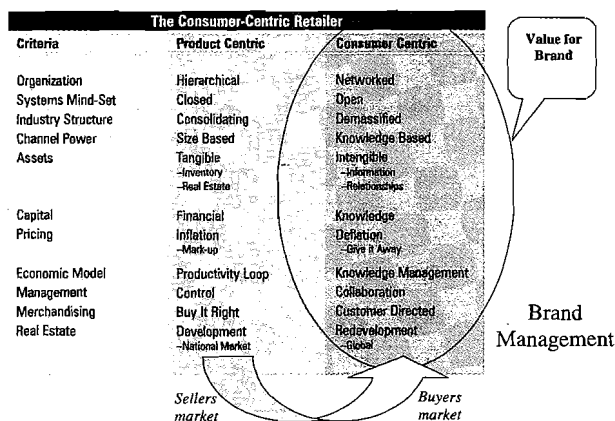 The Consumer-Centric Retailer
Criteria Product Centric Consumer Centric
Value for
Brand
Organization Hierarchical Networked
Systems Mind-Set Closed Open
Industry Structure Consolidating Demassified
Channel Power Size Based Knowledge Based
Assets Tangible Intangible
–Inventory –Information
–Real Estate –Relationships
Capital Financial Knowledge
Pricing Inflation Deflation
–Mark-up –Give it Away
Economic Model Productivity Loop Knowledge Management
Management Control Collaboration
Merchandising Buy It Right Customer Directed
Real Estate Development Redevelopment
–National Market –Global
Brand
Management
Sellers Buyers
market market